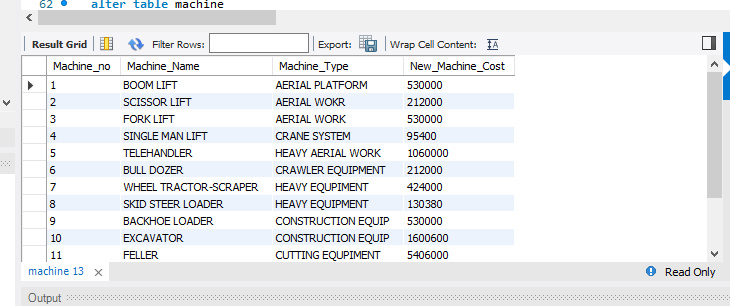 62 alter table machine
Result Grid Filter Rows: Export: Wrap Cell Content:
Machine_no Machine_Name Machine_Type New_Machine_Cost
1 BOOM LIFT AERIAL PLATFORM 530000
2 SCISSOR LIFT AERIAL WOKR 212000
3 FORK LIFT AERIAL WORK 530000
4 SINGLE MAN LIFT CRANE SYSTEM 95400
5 TELEHANDLER HEAVY AERIAL WORK 1060000
6 BULL DOZER CRAWLER EQUIPMENT 212000
7 WHEEL TRACTOR-SCRAPER HEAVY EQUPIMENT 424000
8 SKID STEER LOADER HEAVY EQUIPMENT 130380
9 BACKHOE LOADER CONSTRUCTION EQUIP 530000
10 EXCAVATOR CONSTRUCTION EQUIP 1600600
11 FELLER CUTTING EQUPIMENT 5406000
machine 13 Read Only
Output